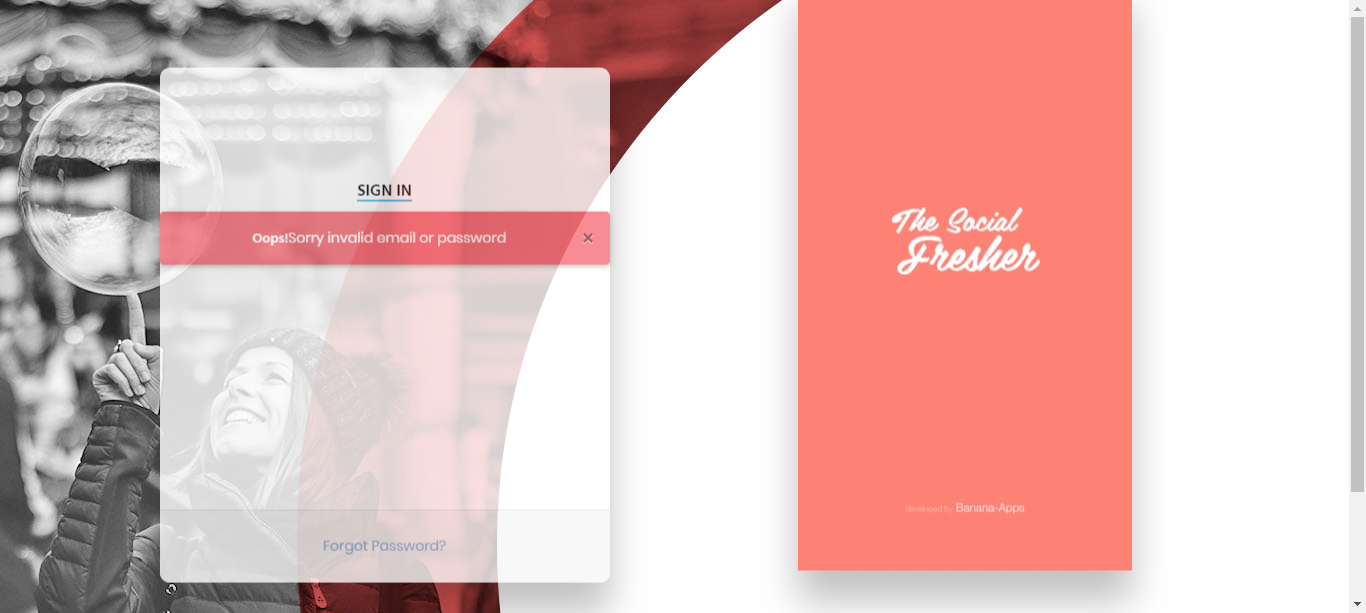 SIGN IN
Oops!Sorry invalid email or password ×
Forgot Password?
The Social
Fresher
developed by Banana-Apps